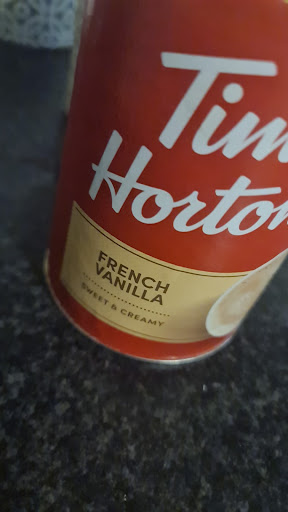 Tim
Horton
FRENCH
VANILLA
SWEET & CREAMY